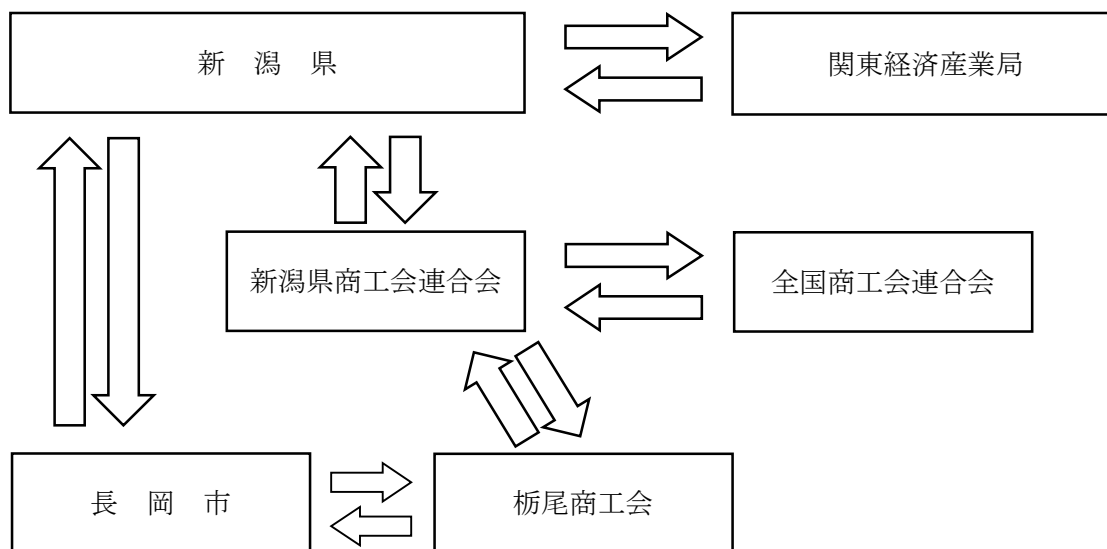 新　潟　県
関東経済産業局
新潟県商工会連合会
全国商工会連合会
長　岡　市
栃尾商工会